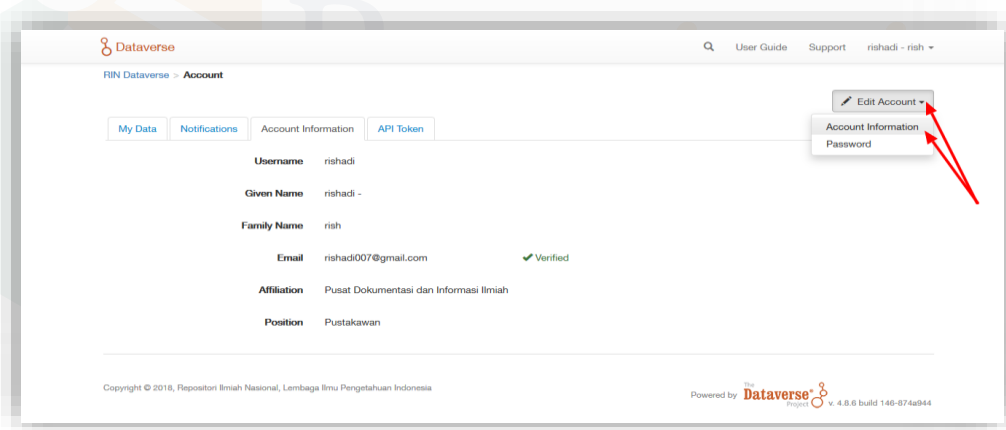 Dataverse
User Guide Support rishadi - rish
RIN Dataverse > Account
Edit Account
Account Information
Password
My Data Notifications Account Information API Token
Username rishadi
Given Name rishadi -
Family Name rish
Email rishadi007@gmail.com Verified
Affiliation Pusat Dokumentasi dan Informasi Ilmiah
Position Pustakawan
Copyright © 2018, Repositori Ilmiah Nasional, Lembaga Ilmu Pengetahuan Indonesia
Powered by The Dataverse® Project v. 4.8.6 build 146-874a944